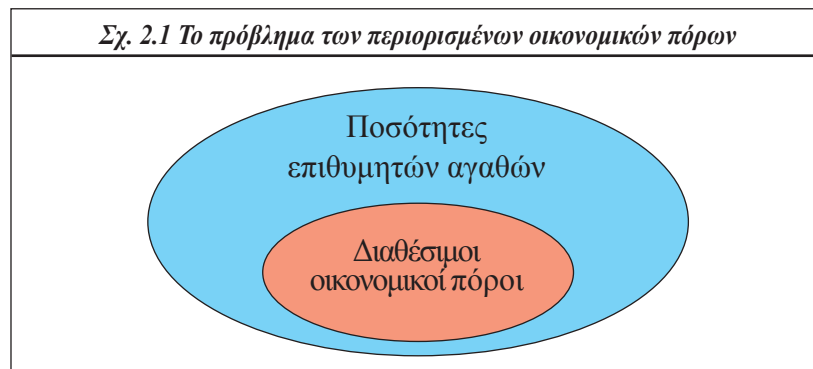 Σχ. 2.1 Το πρόβλημα των περιορισμένων οικονομικών πόρων
Ποσότητες
επιθυμητών αγαθών
Διαθέσιμοι
οικονομικοί πόροι